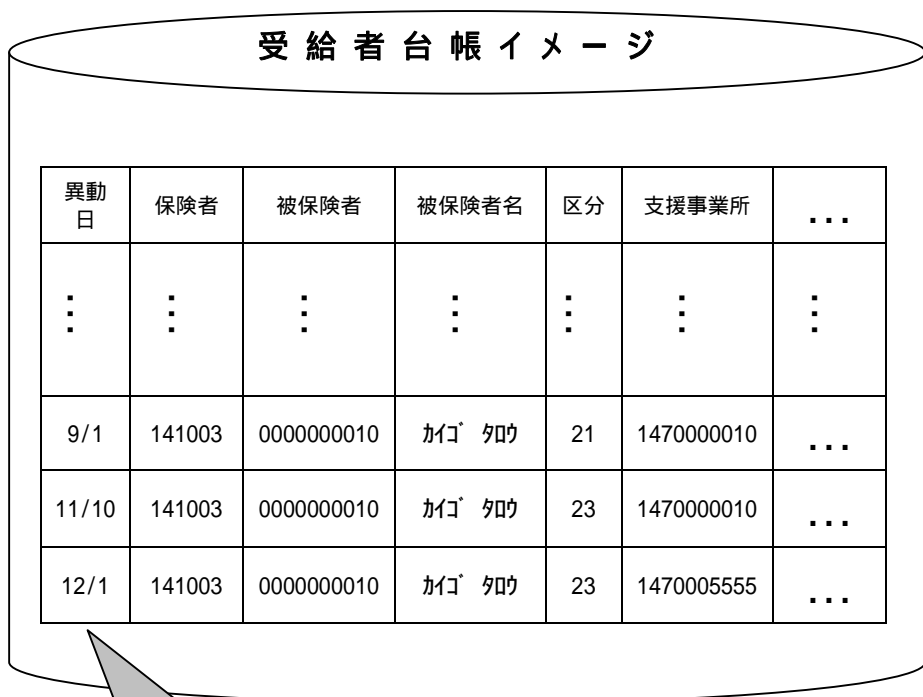 受給者台帳イメージ
異動日 保険者 被保険者 被保険者名 区分 支援事業所 ...
⋮ ⋮ ⋮ ⋮ ⋮ ⋮ ⋮
9/1 141003 0000000010 ｶｲｺﾞ ﾀﾛｳ 21 1470000010 ...
11/10 141003 0000000010 ｶｲｺﾞ ﾀﾛｳ 23 1470000010 ...
12/1 141003 0000000010 ｶｲｺﾞ ﾀﾛｳ 23 1470005555 ...